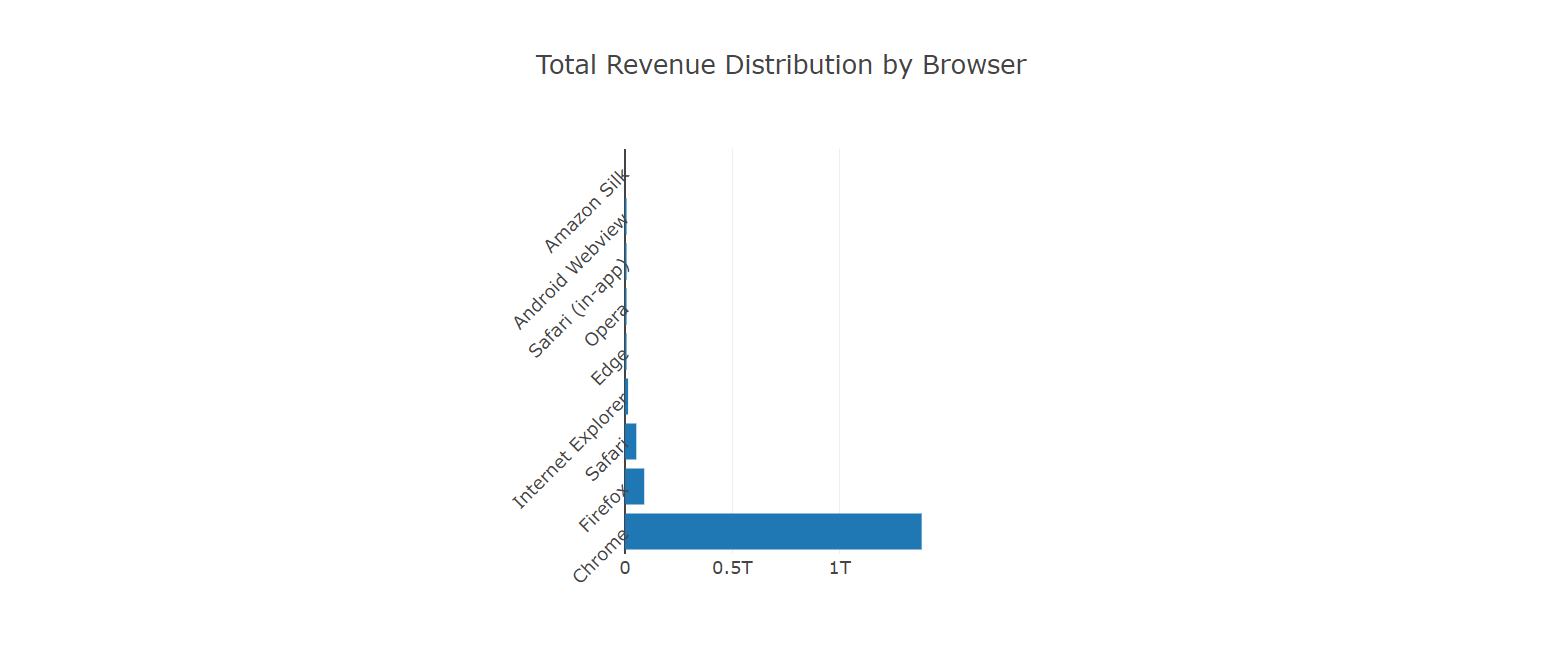 Total Revenue Distribution by Browser
Amazon Silk
Android Webview
Safari (in-app)
Opera
Edge
Internet Explorer
Safari
Firefox
Chrome
0 0.5T 1T